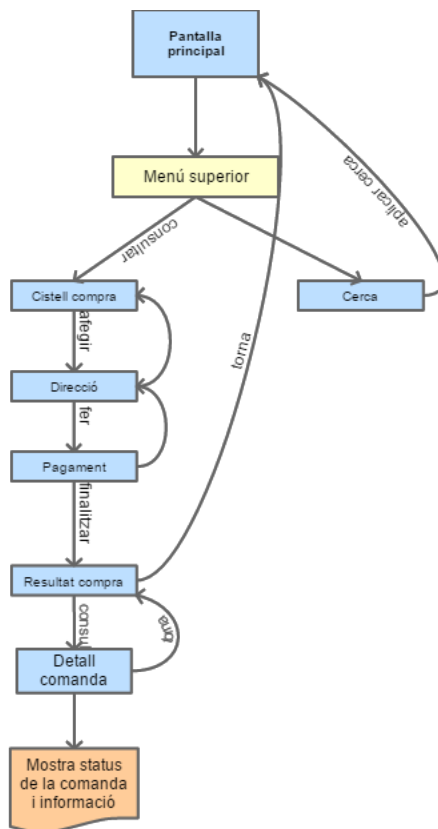 Pantalla
principal
Menú superior
consultar
aplicar cerca
Cistell compra
Cerca
afegir
torna
Direcció
fer
Pagament
finalitzar
Resultat compra
consul
Detall
comanda
Mostra status
de la comanda
i informació